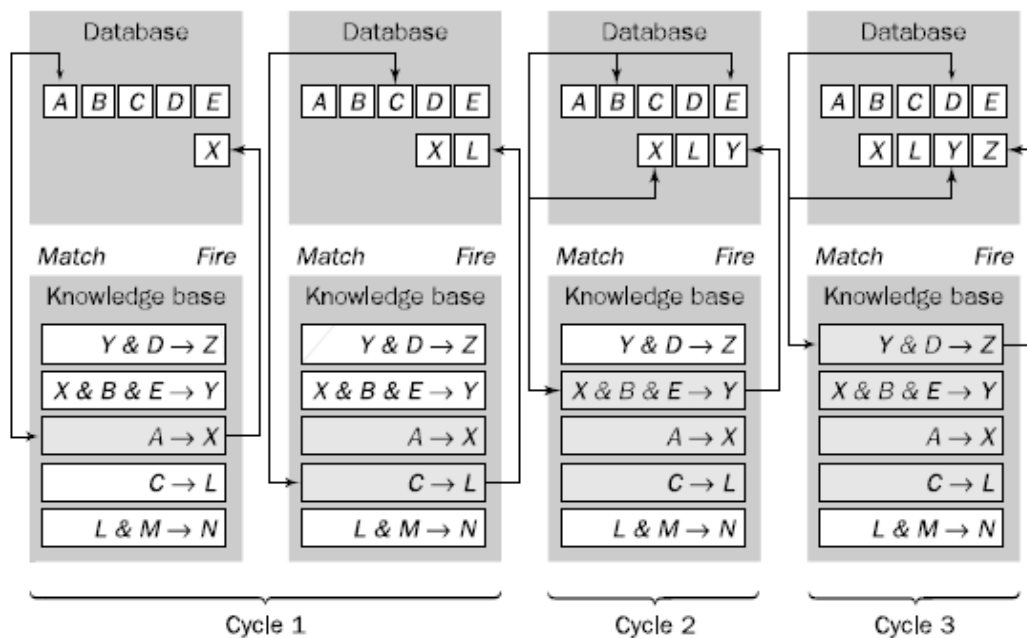 Database
A B C D E
X
Match Fire
Knowledge base
Y & D → Z
X & B & E → Y
A → X
C → L
L & M → N
Database
A B C D E
X L
Match Fire
Knowledge base
Y & D → Z
X & B & E → Y
A → X
C → L
L & M → N
Cycle 1
Database
A B C D E
X L Y
Match Fire
Knowledge base
Y & D → Z
X & B & E → Y
A → X
C → L
L & M → N
Cycle 2
Database
A B C D E
X L Y Z
Match Fire
Knowledge base
Y & D → Z
X & B & E → Y
A → X
C → L
L & M → N
Cycle 3